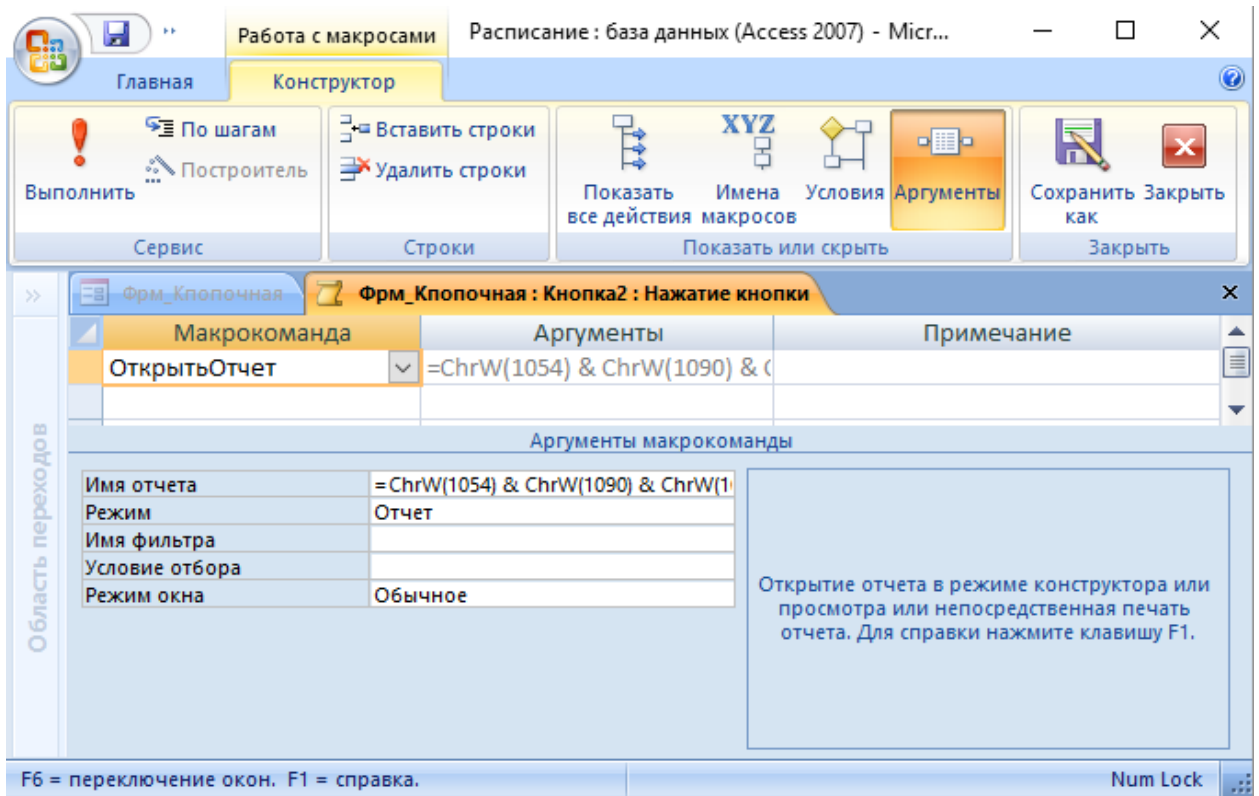 Работа с макросами
Расписание : база данных (Access 2007) - Micr...
Главная
Конструктор
Выполнить
По шагам
Построитель
Сервис
Вставить строки
Удалить строки
Строки
Показать все действия
XYZ
Имена макросов
Условия
Аргументы
Показать или скрыть
Сохранить как
Закрыть
Закрыть
Фрм_Кпопочная
Фрм_Кпопочная : Кнопка2 : Нажатие кнопки
Макрокоманда Аргументы Примечание
ОткрытьОтчет =ChrW(1054) & ChrW(1090) & 
Область переходов
Аргументы макрокоманды
Имя отчета =ChrW(1054) & ChrW(1090) & 
Режим Отчет
Имя фильтра
Условие отбора
Режим окна Обычное
Открытие отчета в режиме конструктора или
просмотра или непосредственная печать
отчета. Для справки нажмите клавишу F1.
F6 = переключение окон. F1 = справка.
Num Lock